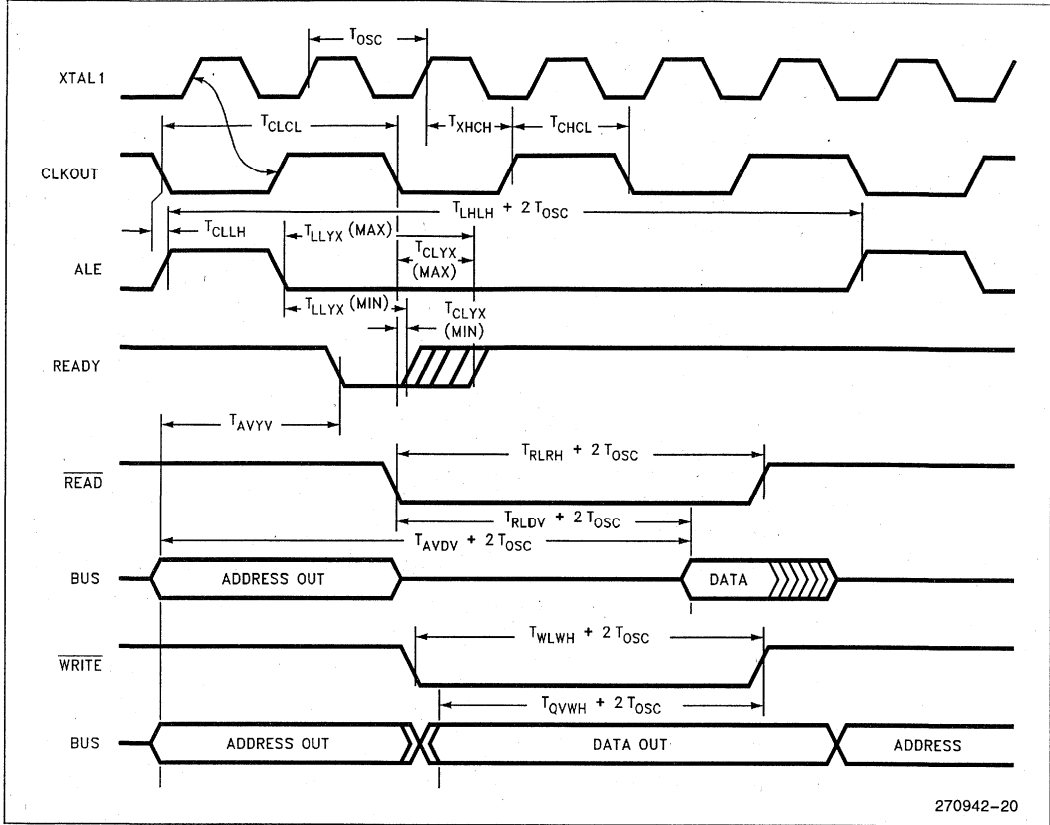 T_OSC
XTAL1
T_CLCL
T_XHCH
T_CHCL
CLKOUT
T_LHLH + 2 T_OSC
T_CLLH
T_LLYX (MAX)
T_CLYX
(MAX)
ALE
T_LLYX (MIN)
T_CLYX
(MIN)
READY
T_AVYV
T_RLRH + 2 T_OSC
READ
T_RLDV + 2 T_OSC
T_AVDV + 2 T_OSC
BUS
ADDRESS OUT
DATA
T_WLWH + 2 T_OSC
WRITE
T_QVWH + 2 T_OSC
BUS
ADDRESS OUT
DATA OUT
ADDRESS
270942-20